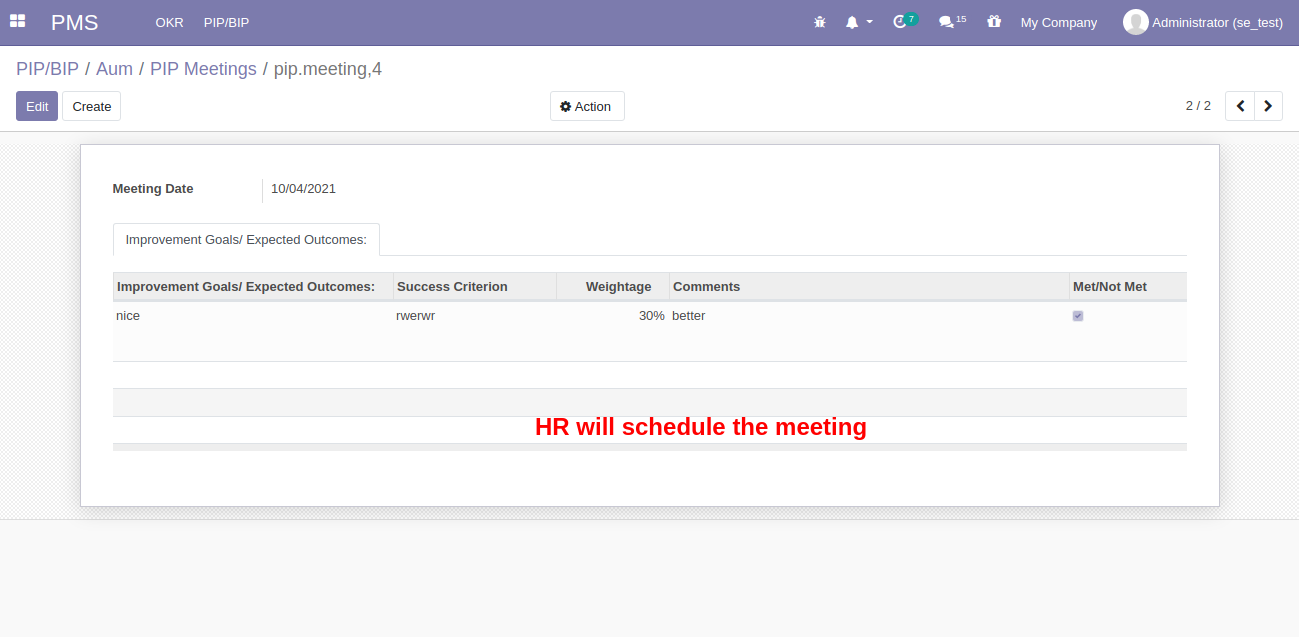 PMS OKR PIP/BIP 7 15 My Company Administrator (se_test)
PIP/BIP / Aum / PIP Meetings / pip.meeting,4
Edit Create Action 2 / 2
Meeting Date 10/04/2021
Improvement Goals/ Expected Outcomes:
Improvement Goals/ Expected Outcomes: Success Criterion Weightage Comments Met/Not Met
nice rwerwr 30% better
HR will schedule the meeting